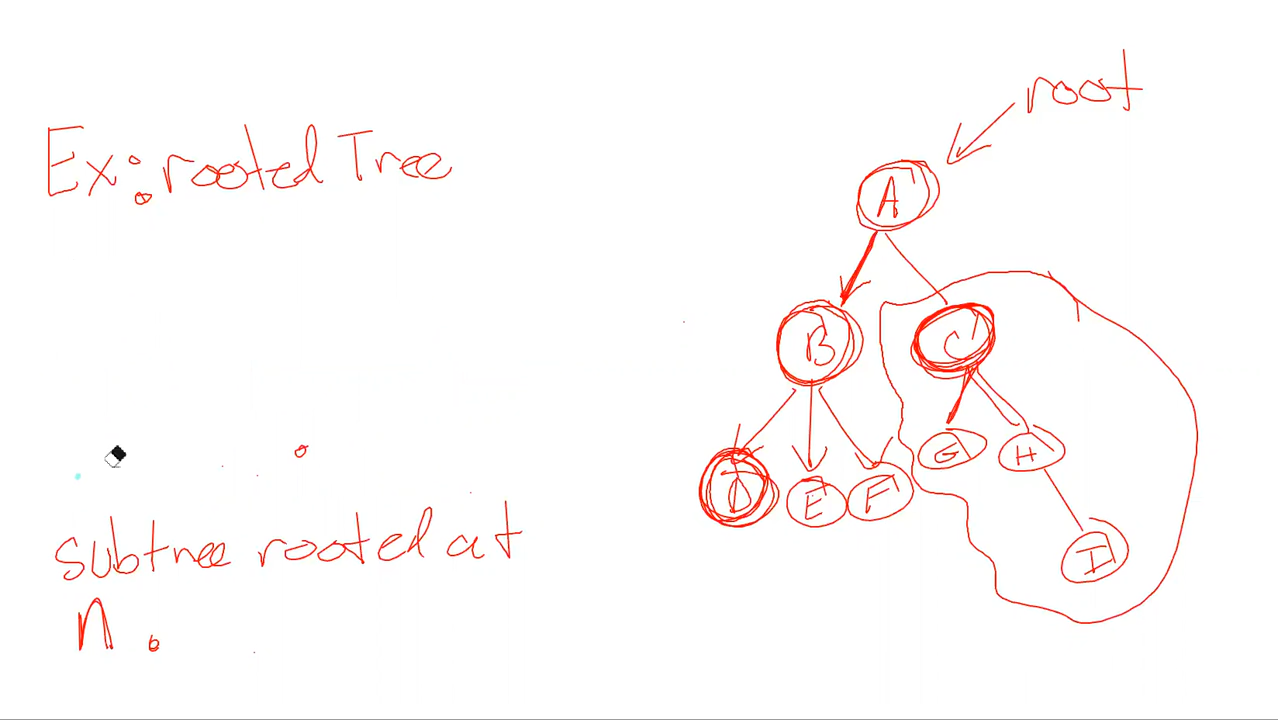 root
Ex: rooted Tree
A
B
C
G
H
D
E
F
I
subtree rooted at
n.